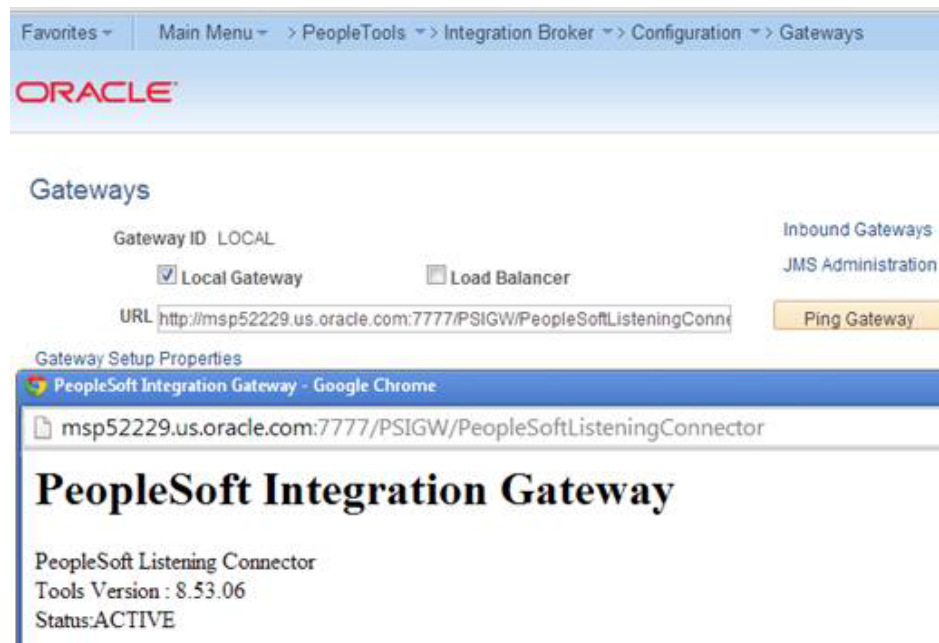 Favorites Main Menu > PeopleTools > Integration Broker > Configuration > Gateways
ORACLE
Gateways
Gateway ID LOCAL
Inbound Gateways
Local Gateway Load Balancer
JMS Administration
URL http://msp52229.us.oracle.com:7777/PSIGW/PeopleSoftListeningConne
Ping Gateway
Gateway Setup Properties
PeopleSoft Integration Gateway - Google Chrome
msp52229.us.oracle.com:7777/PSIGW/PeopleSoftListeningConnector
PeopleSoft Integration Gateway
PeopleSoft Listening Connector
Tools Version : 8.53.06
Status:ACTIVE